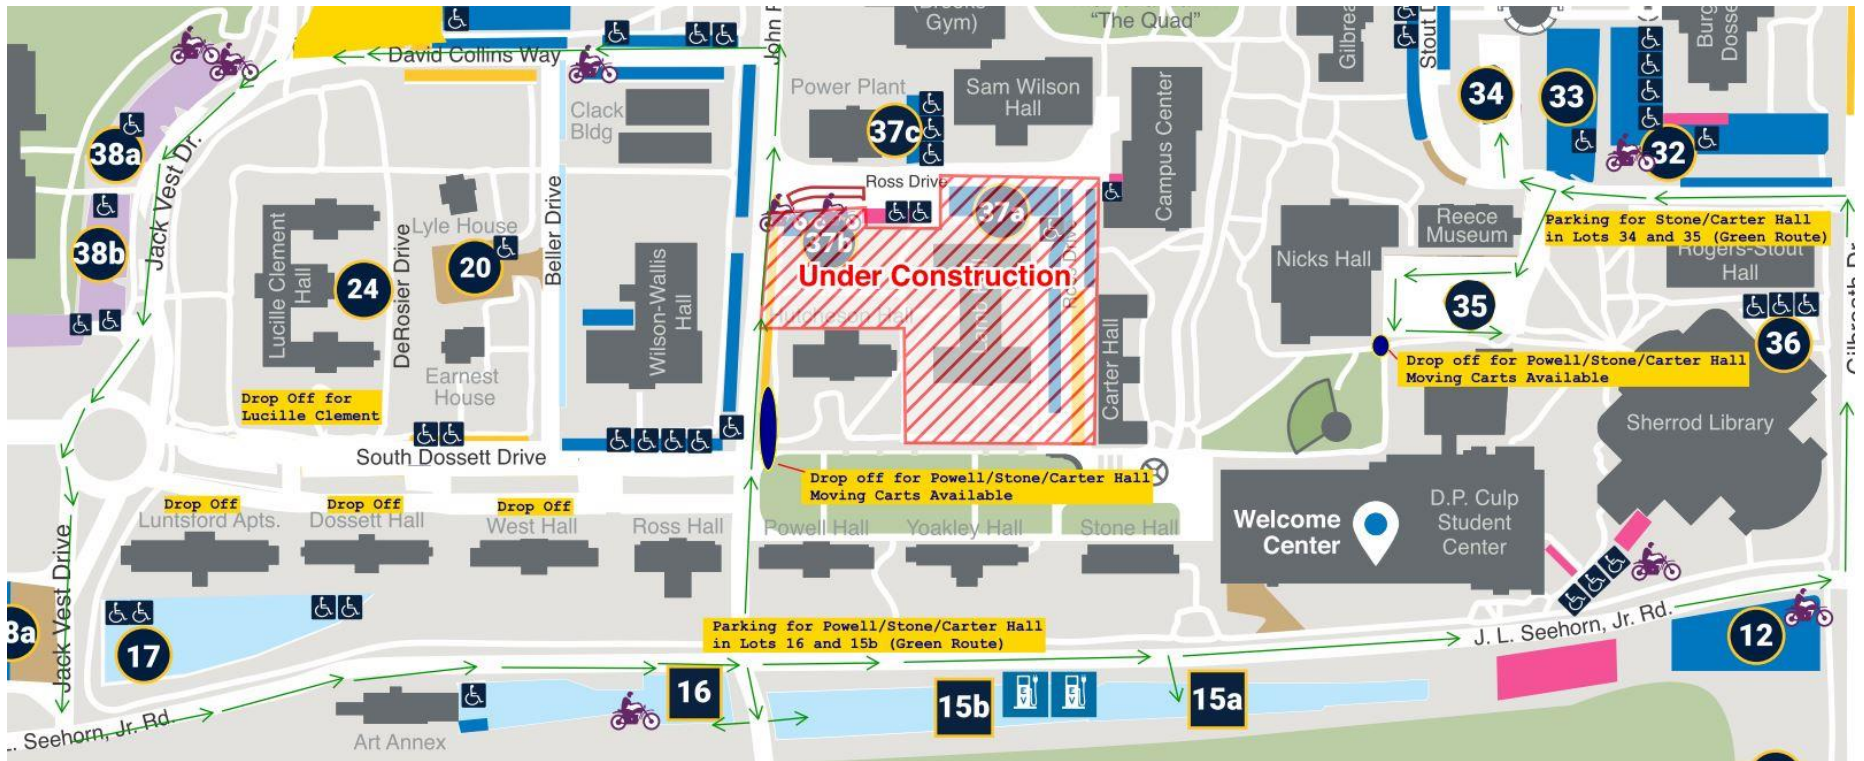 (Brooks
Gym)
"The Quad"
David Collins Way
Power Plant
Sam Wilson
Hall
Clack
Bldg
Campus Center
34
33
32
37c
38a
Jack Vest Dr.
Ross Drive
37a
37b
Lyle House
Beller Drive
DeRosier Drive
Lucille Clement
Hall
24
20
38b
Wilson-Wallis
Hall
Under Construction
Hutcheson Hall
Carter Hall
Nicks Hall
Reece
Museum
Parking for Stone/Carter Hall
in Lots 34 and 35 (Green Route)
Rogers-Stout
Hall
35
36
Drop off for Powell/Stone/Carter Hall
Moving Carts Available
Sherrod Library
Earnest
House
Drop Off for
Lucille Clement
South Dossett Drive
Drop off for Powell/Stone/Carter Hall
Moving Carts Available
Drop Off
Drop Off
Drop Off
Luntsford Apts.
Dossett Hall
West Hall
Ross Hall
Powell Hall
Yoakley Hall
Stone Hall
Welcome
Center
D.P. Culp
Student
Center
Jack Vest Drive
17
Parking for Powell/Stone/Carter Hall
in Lots 16 and 15b (Green Route)
J. L. Seehorn, Jr. Rd.
12
16
15b
EV
EV
15a
L. Seehorn, Jr. Rd.
Art Annex